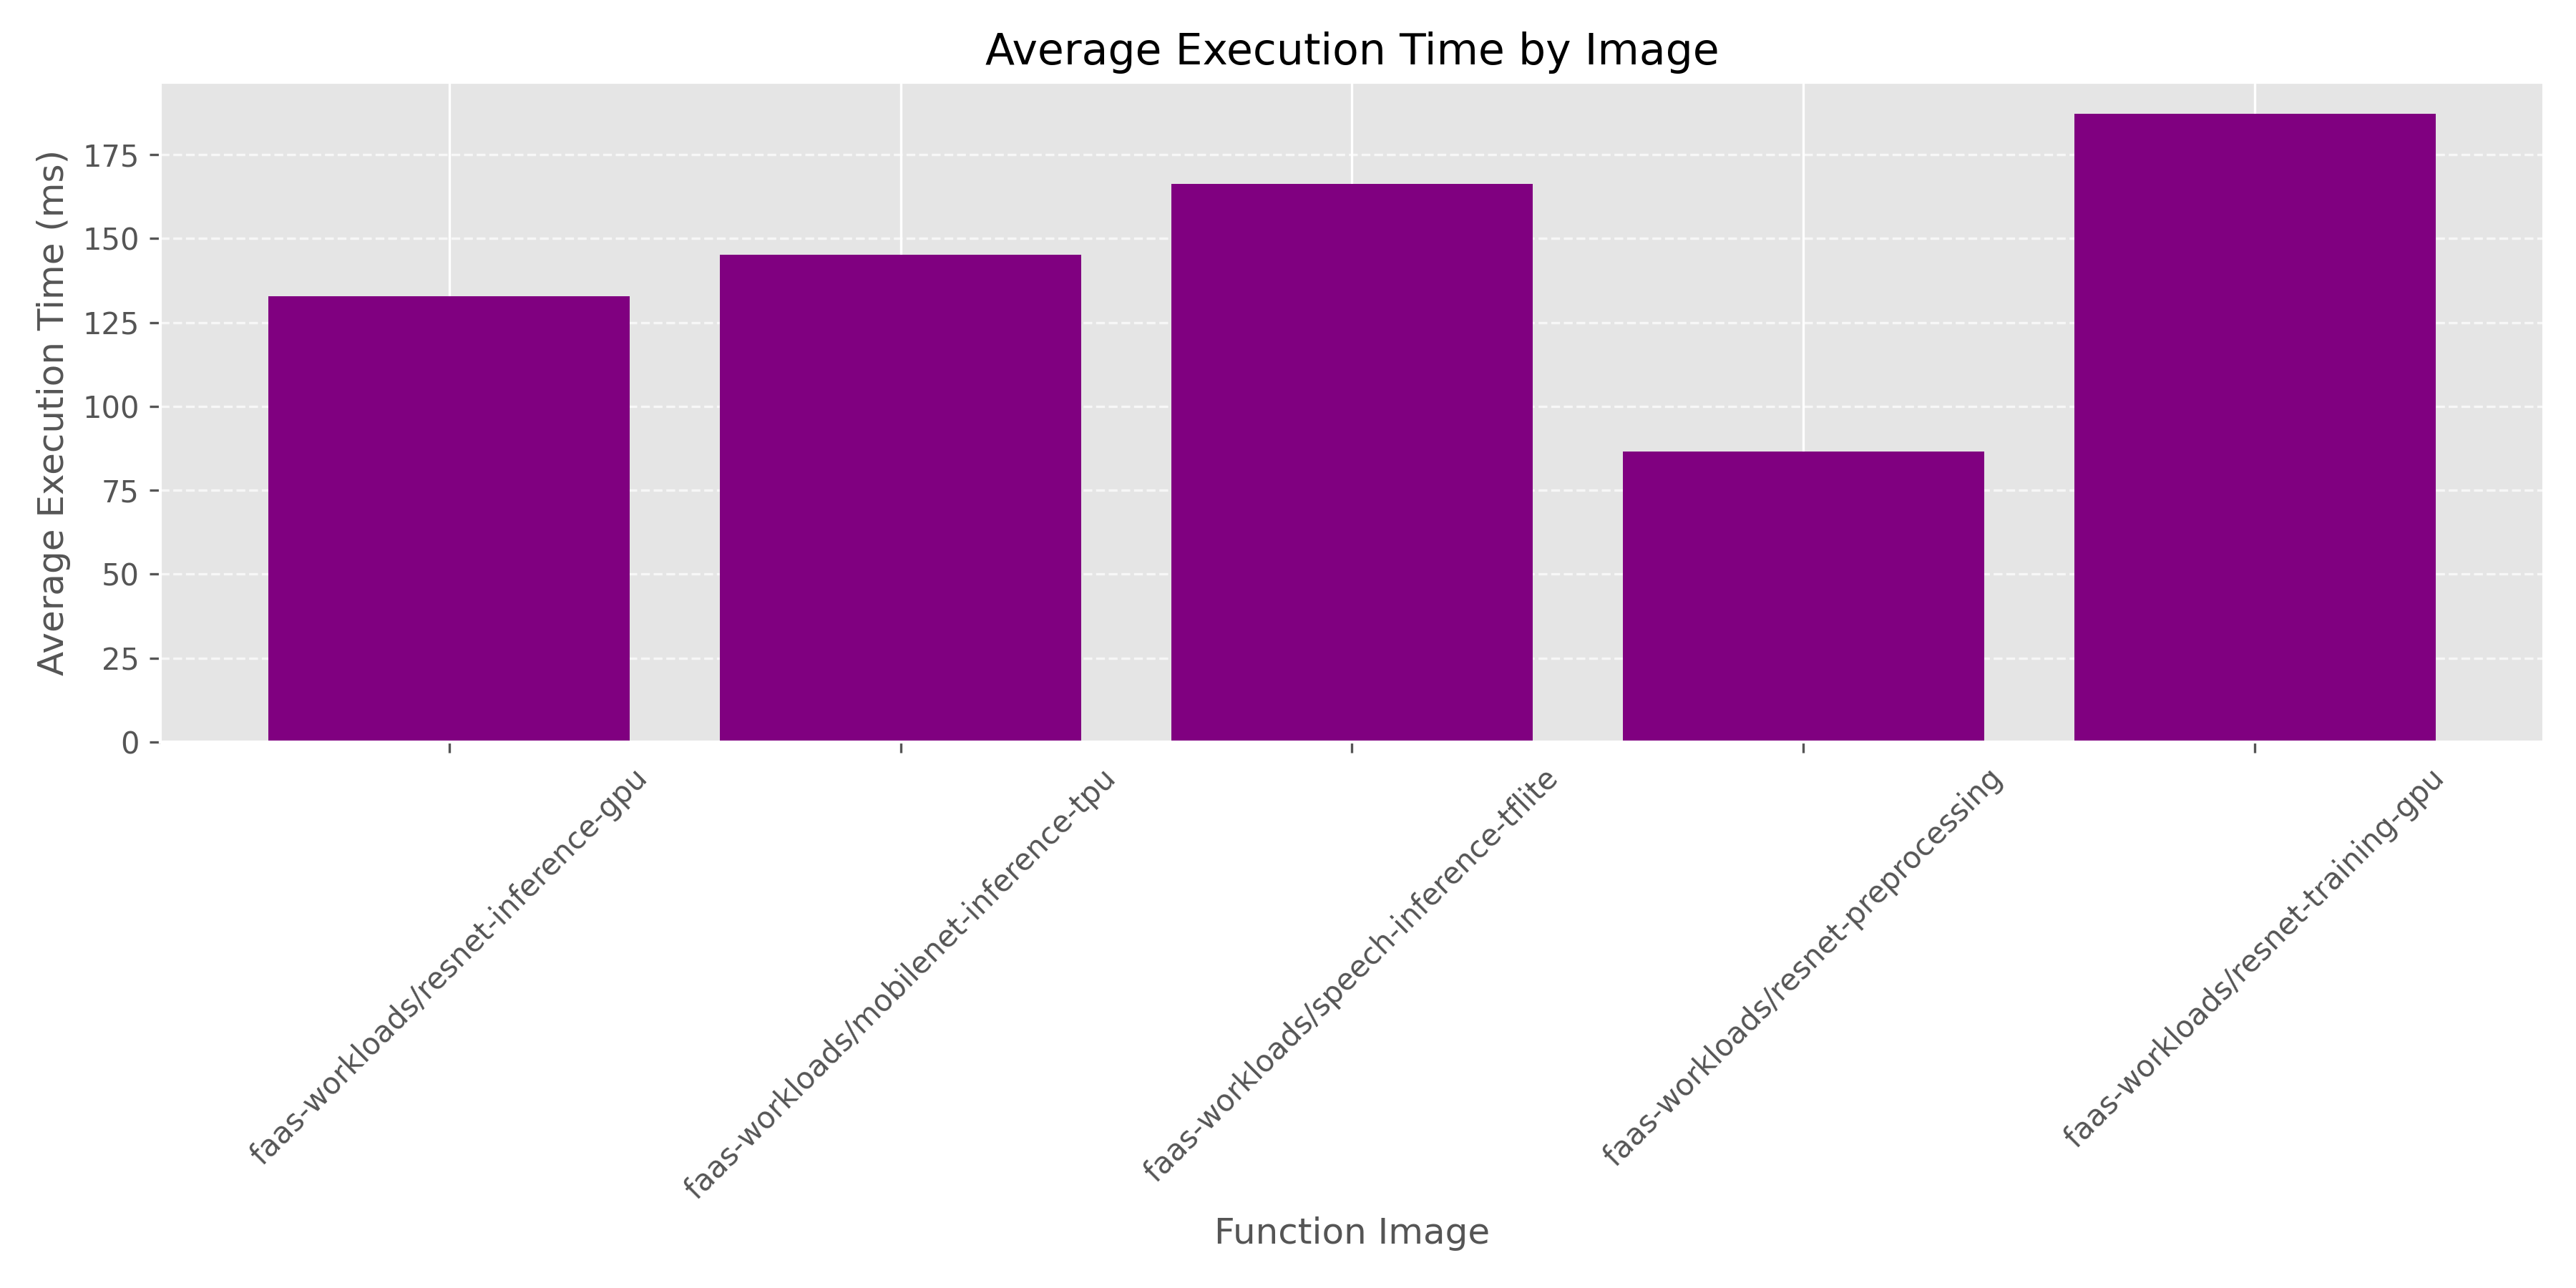 Average Execution Time by Image
Average Execution Time (ms)
175
150
125
100
75
50
25
0
faas-workloads/resnet-inference-gpu
faas-workloads/mobilenet-inference-tpu
faas-workloads/speech-inference-tflite
faas-workloads/resnet-preprocessing
faas-workloads/resnet-training-gpu
Function Image